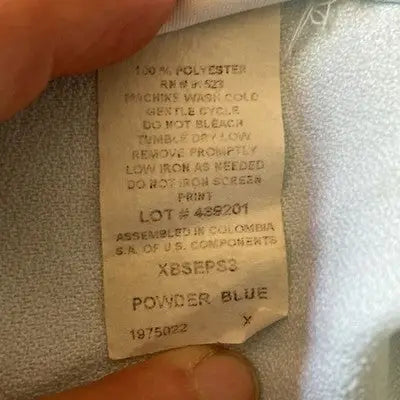 100 % POLYESTER
RN # 91523
MACHINE WASH COLD
GENTLE CYCLE
DO NOT BLEACH
TUMBLE DRY LOW
REMOVE PROMPTLY
LOW IRON AS NEEDED
DO NOT IRON SCREEN
PRINT
LOT # 439201
ASSEMBLED IN COLOMBIA
S.A. OF U.S. COMPONENTS
XBSEPS3
POWDER BLUE
1975022 X